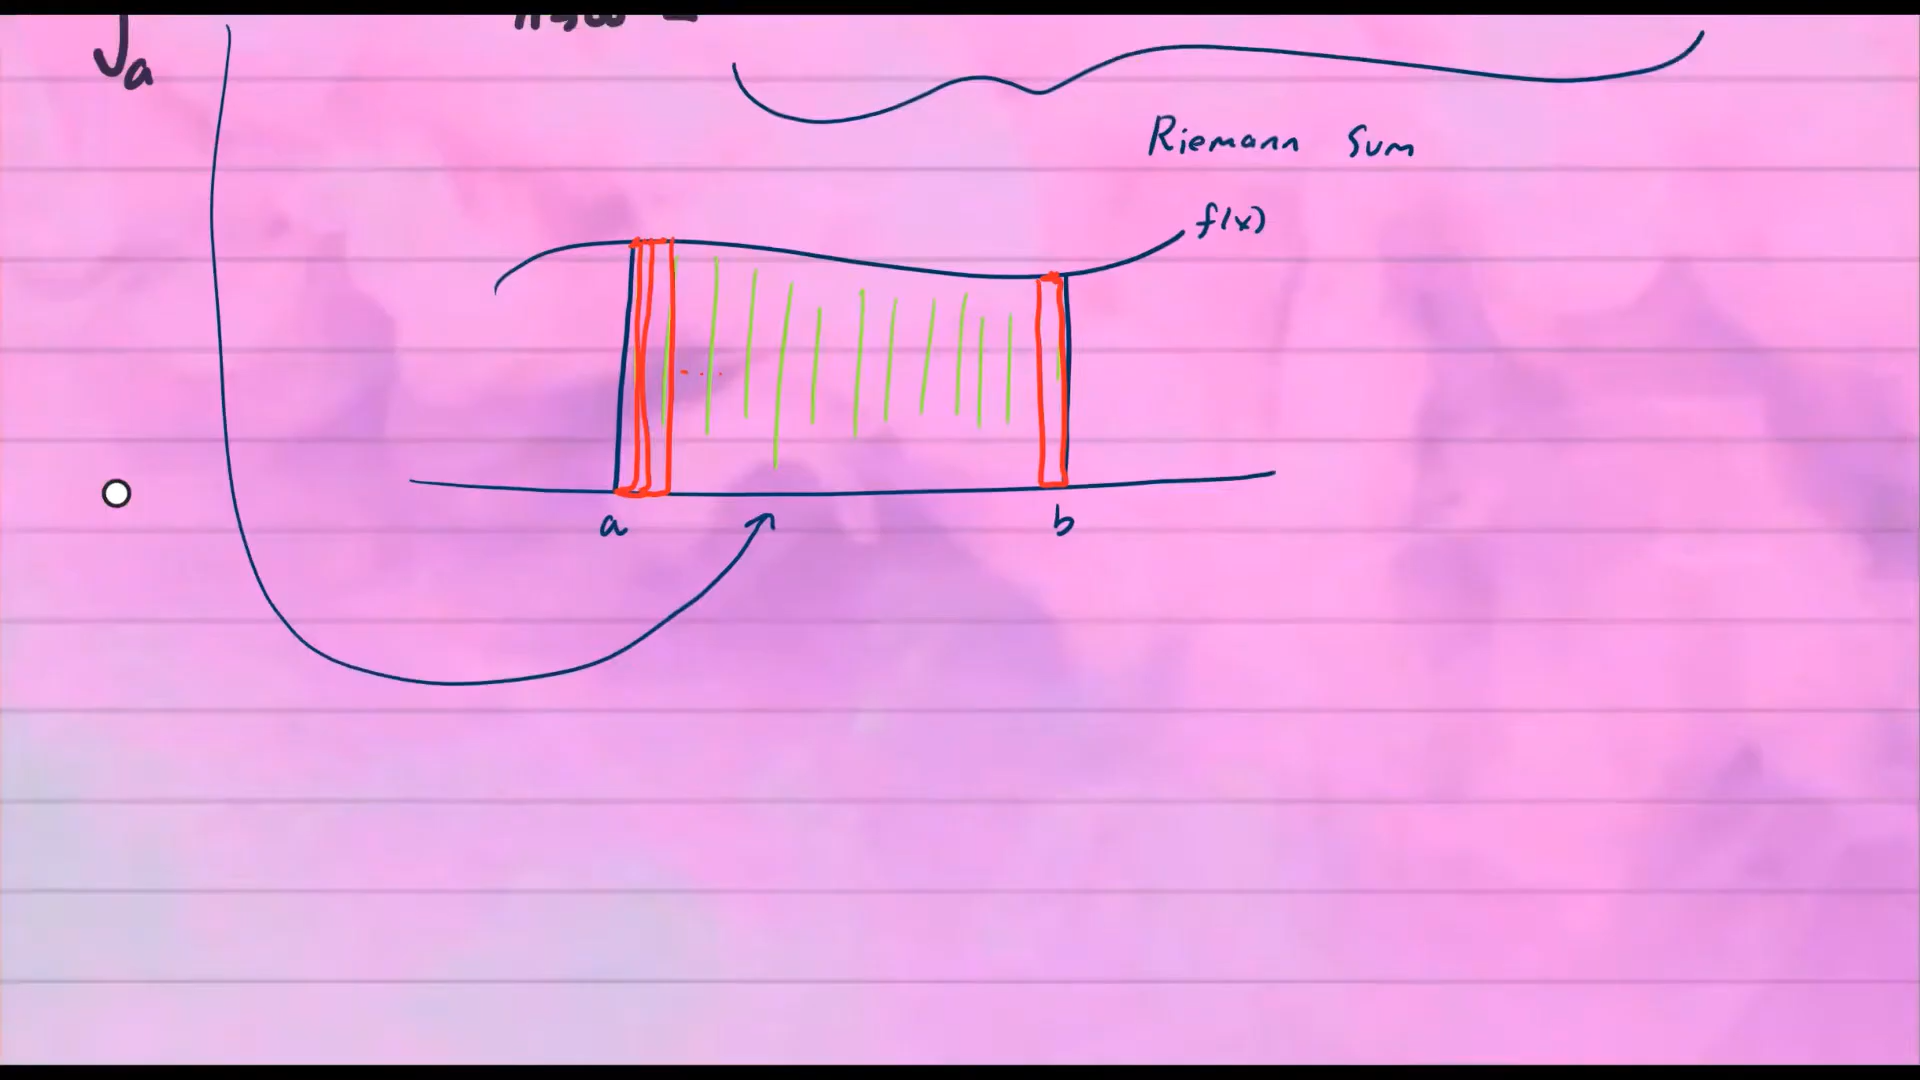 ∫a n→∞
Riemann Sum
f(x)
a b